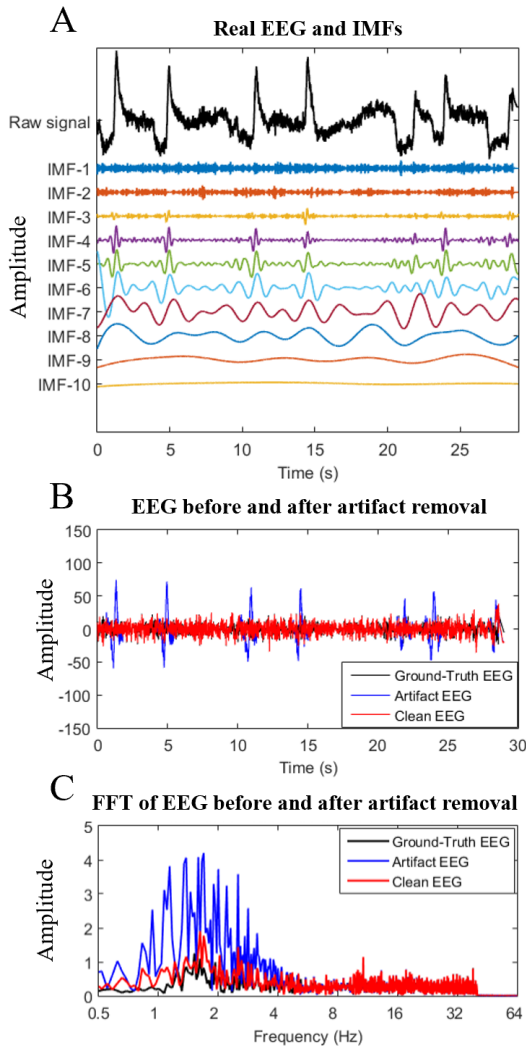 A
Real EEG and IMFs
Amplitude
Raw signal
IMF-1
IMF-2
IMF-3
IMF-4
IMF-5
IMF-6
IMF-7
IMF-8
IMF-9
IMF-10
0 5 10 15 20 25
Time (s)
B
EEG before and after artifact removal
Amplitude
150
100
50
0
-50
-100
-150
Ground-Truth EEG
Artifact EEG
Clean EEG
0 5 10 15 20 25 30
Time (s)
C
FFT of EEG before and after artifact removal
Amplitude
5
4
3
2
1
0
Ground-Truth EEG
Artifact EEG
Clean EEG
0.5 1 2 4 8 16 32 64
Frequency (Hz)